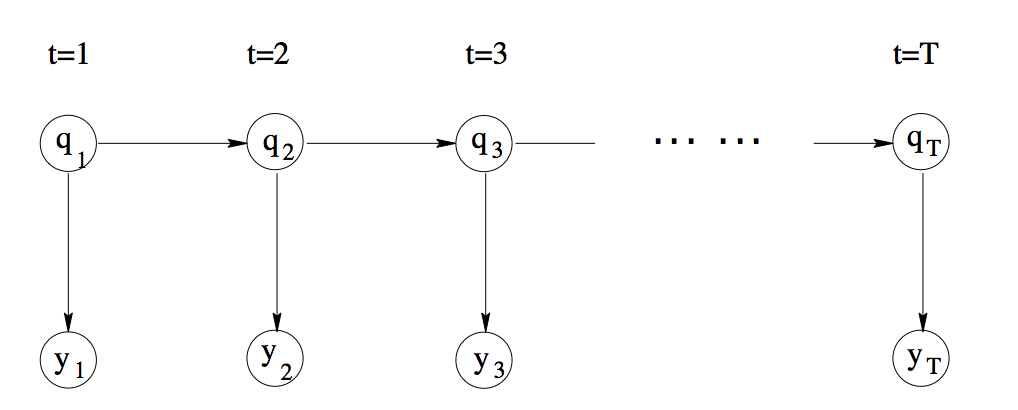 t=1 t=2 t=3 t=T
q1 q2 q3 ... ... qT
y1 y2 y3 yT